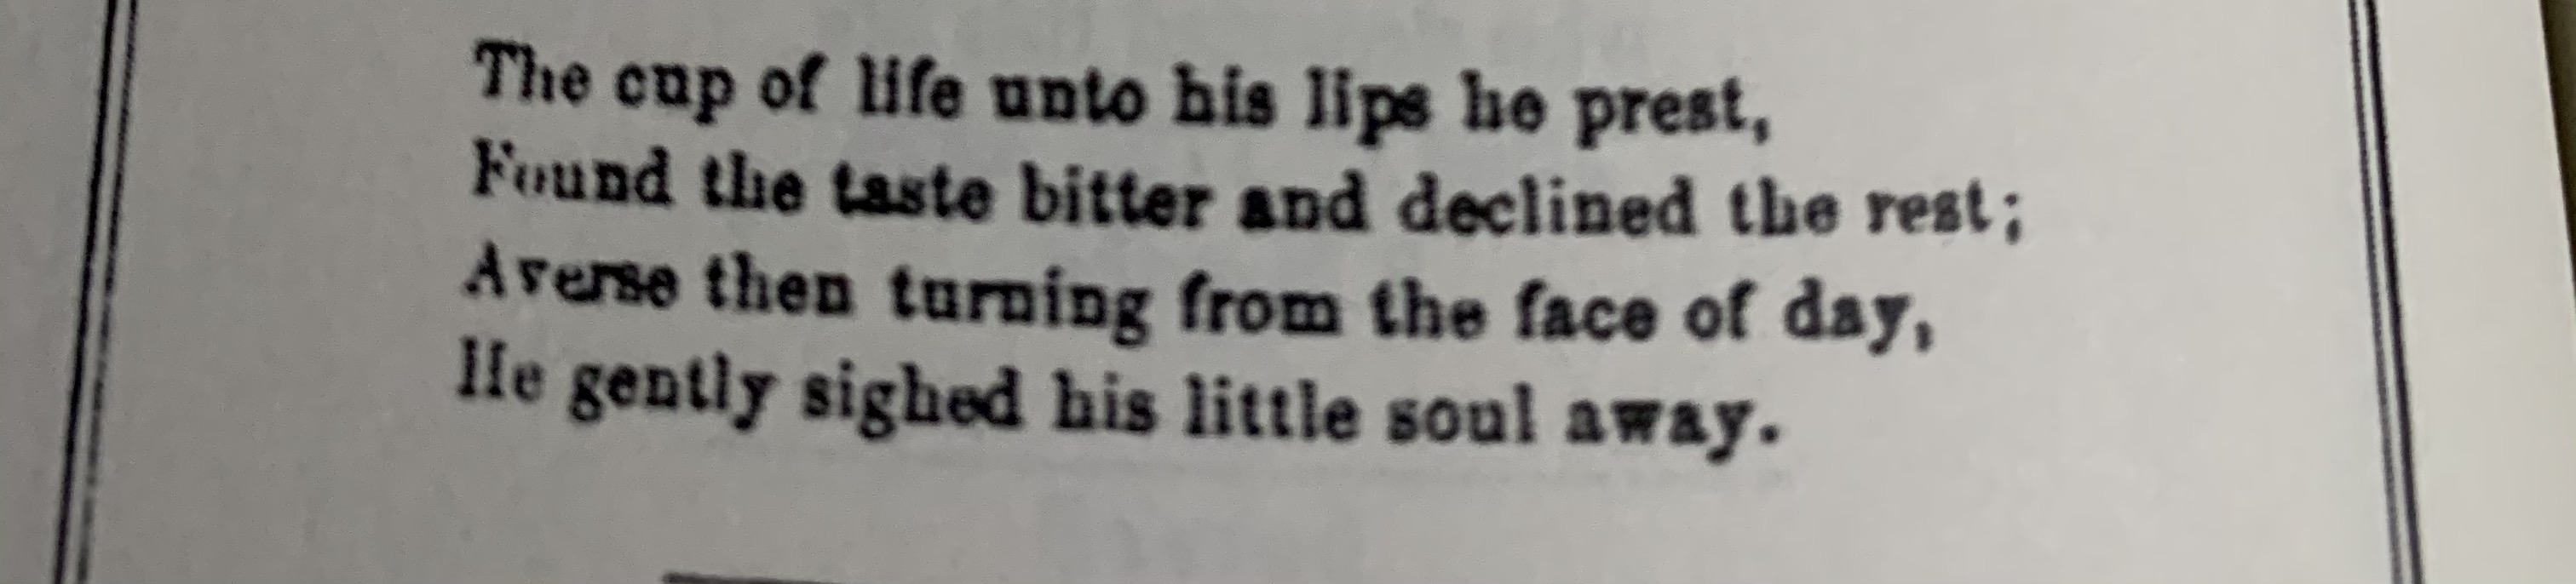 The cup of life unto his lips he prest,
Found the taste bitter and declined the rest;
Averse then turning from the face of day,
He gently sighed his little soul away.